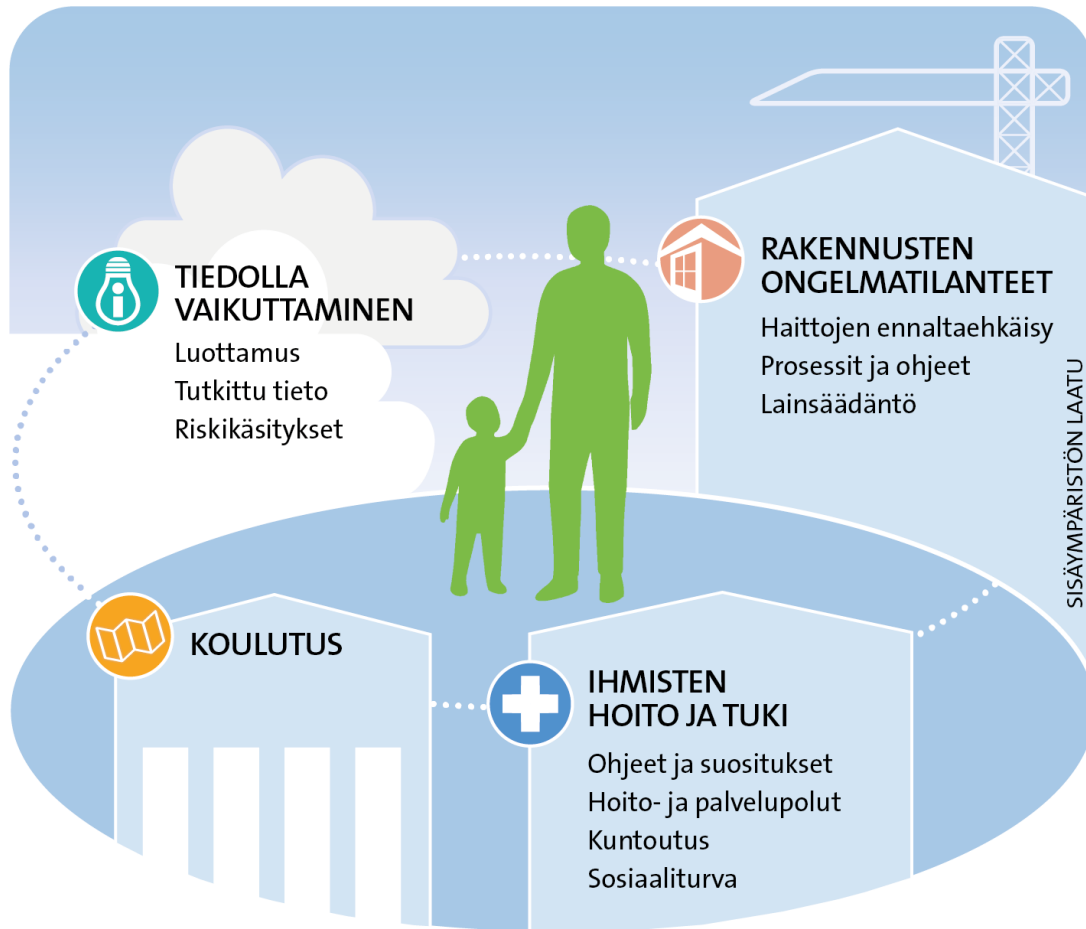 TIEDOLLA
VAIKUTTAMINEN
Luottamus
Tutkittu tieto
Riskikäsitykset
RAKENNUSTEN
ONGELMATILANTEET
Haittojen ennaltaehkäisy
Prosessit ja ohjeet
Lainsäädäntö
SISÄYMPÄRISTÖN LAATU
KOULUTUS
IHMISTEN
HOITO JA TUKI
Ohjeet ja suositukset
Hoito- ja palvelupolut
Kuntoutus
Sosiaaliturva